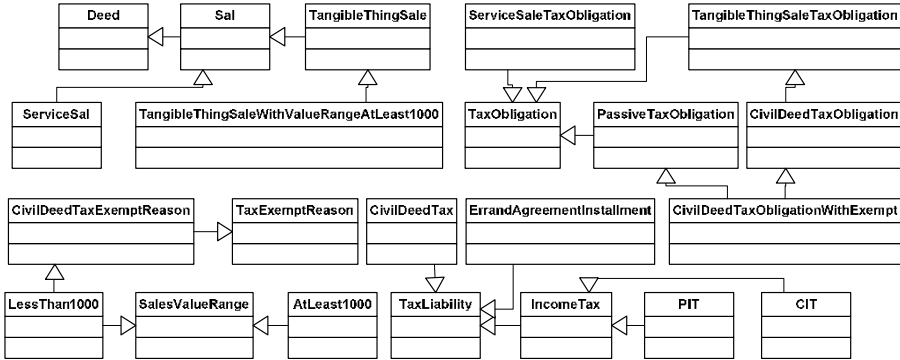 Deed
Sal
TangibleThingSale
ServiceSaleTaxObligation
TangibleThingSaleTaxObligation
ServiceSal
TangibleThingSaleWithValueRangeAtLeast1000
TaxObligation
PassiveTaxObligation
CivilDeedTaxObligation
CivilDeedTaxExemptReason
TaxExemptReason
CivilDeedTax
ErrandAgreementInstallment
CivilDeedTaxObligationWithExempt
LessThan1000
SalesValueRange
AtLeast1000
TaxLiability
IncomeTax
PIT
CIT